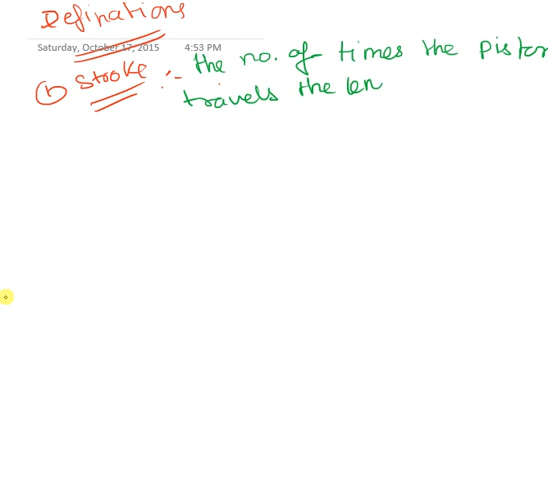 Definations
Saturday, October 17, 2015 4:53 PM
① Stroke :- the no. of times the piston
travels the len